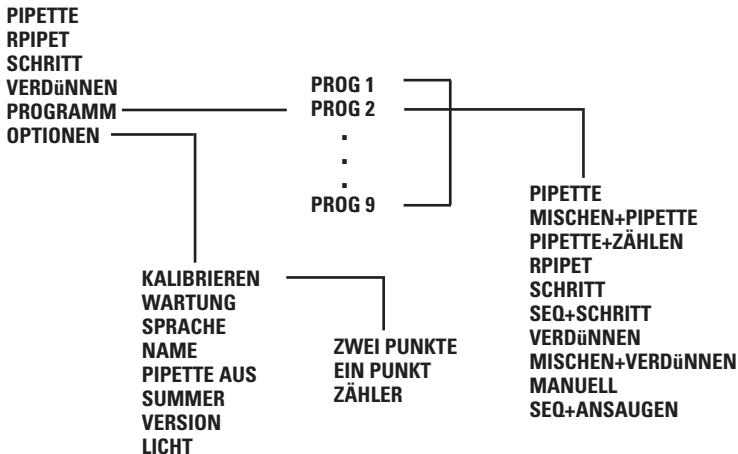 PIPETTE
RPIPET
SCHRITT
VERDüNNEN
PROGRAMM
OPTIONEN
PROG 1
PROG 2
.
.
.
PROG 9
PIPETTE
MISCHEN+PIPETTE
PIPETTE+ZÄHLEN
RPIPET
SCHRITT
SEQ+SCHRITT
VERDüNNEN
MISCHEN+VERDüNNEN
MANUELL
SEQ+ANSAUGEN
KALIBRIEREN
WARTUNG
SPRACHE
NAME
PIPETTE AUS
SUMMER
VERSION
LICHT
ZWEI PUNKTE
EIN PUNKT
ZÄHLER